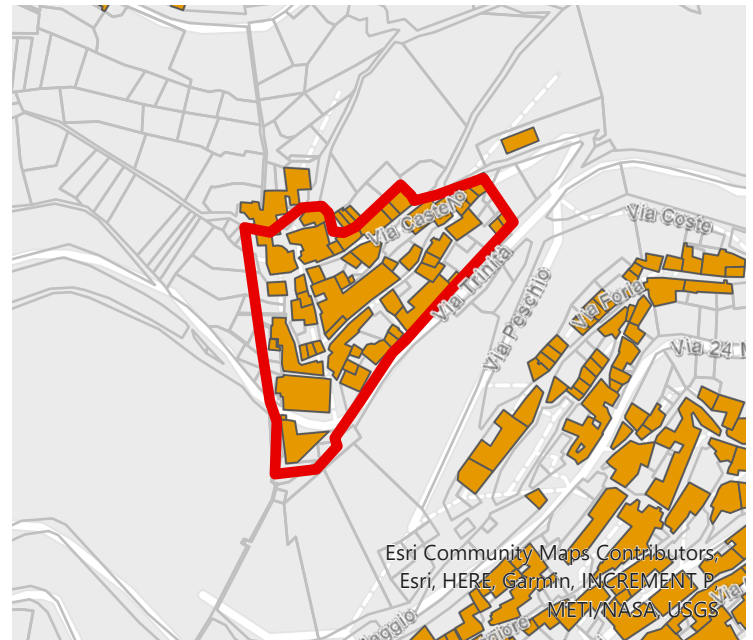 Via Castello
Via Coste
Via Trinità
Via Peschio
Via Foria
Via 24 M
Esri Community Maps Contributors,
Esri, HERE, Garmin, INCREMENT P,
METI/NASA, USGS